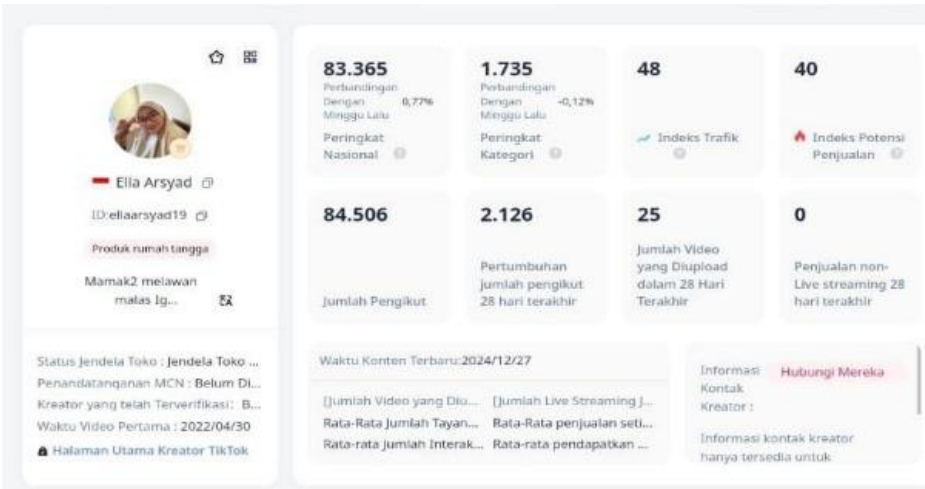 Ella Arsyad
ID:ellaarsyad19
Produk rumah tangga
Mamak2 melawan
malas Ig...
Status Jendela Toko : Jendela Toko ...
Penandatanganan MCN : Belum Di...
Kreator yang telah Terverifikasi: B...
Waktu Video Pertama : 2022/04/30
Halaman Utama Kreator TikTok
83.365
Perbandingan
Dengan 0,77%
Minggu Lalu
Peringkat
Nasional
1.735
Perbandingan
Dengan -0,12%
Minggu Lalu
Peringkat
Kategori
48
Indeks Trafik
40
Indeks Potensi
Penjualan
84.506
Jumlah Pengikut
2.126
Pertumbuhan
jumlah pengikut
28 hari terakhir
25
Jumlah Video
yang Diupload
dalam 28 Hari
Terakhir
0
Penjualan non-
Live streaming 28
hari terakhir
Waktu Konten Terbaru:2024/12/27
[Jumlah Video yang Diu... [Jumlah Live Streaming J...
Rata-Rata Jumlah Tayan... Rata-Rata penjualan seti...
Rata-rata Jumlah Interak... Rata-rata pendapatkan ...
Informasi
Kontak
Kreator :
Hubungi Mereka
Informasi kontak kreator
hanya tersedia untuk